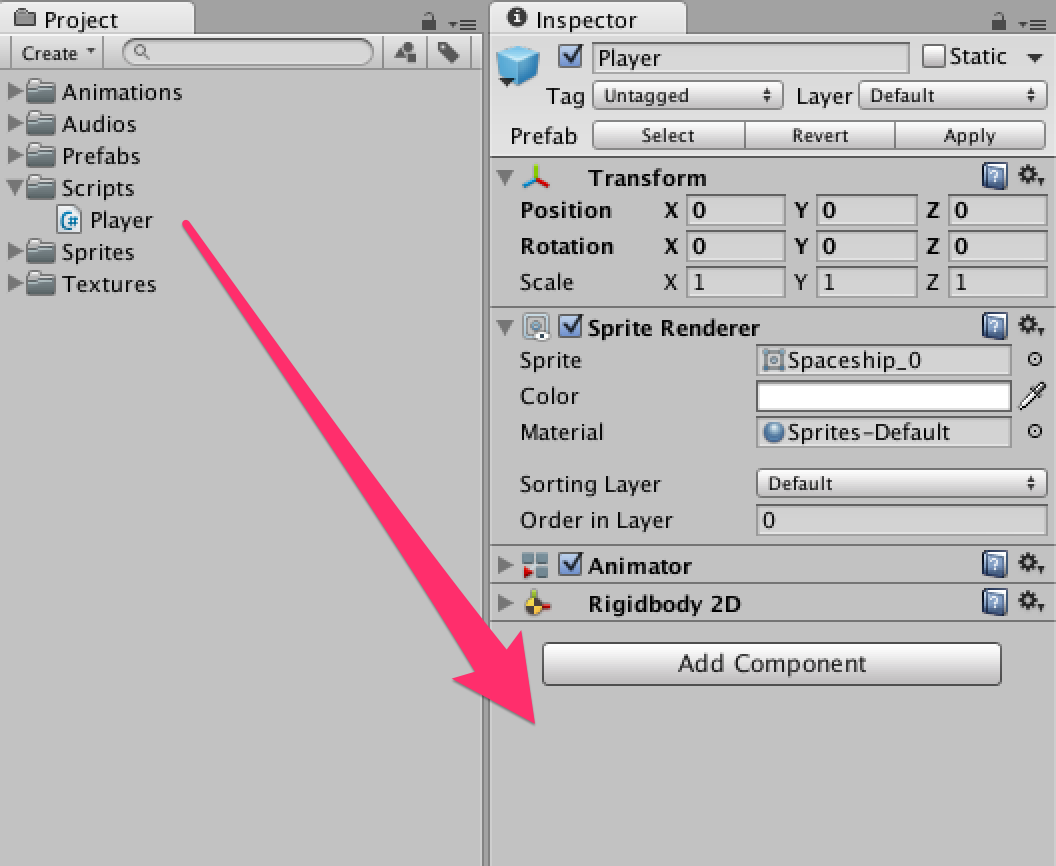 Project
Create
Animations
Audios
Prefabs
Scripts
C#
Player
Sprites
Textures
Inspector
Player Static
Tag Untagged Layer Default
Prefab Select Revert Apply
Transform
Position X 0 Y 0 Z 0
Rotation X 0 Y 0 Z 0
Scale X 1 Y 1 Z 1
Sprite Renderer
Sprite Spaceship_0
Color
Material Sprites-Default
Sorting Layer Default
Order in Layer 0
Animator
Rigidbody 2D
Add Component